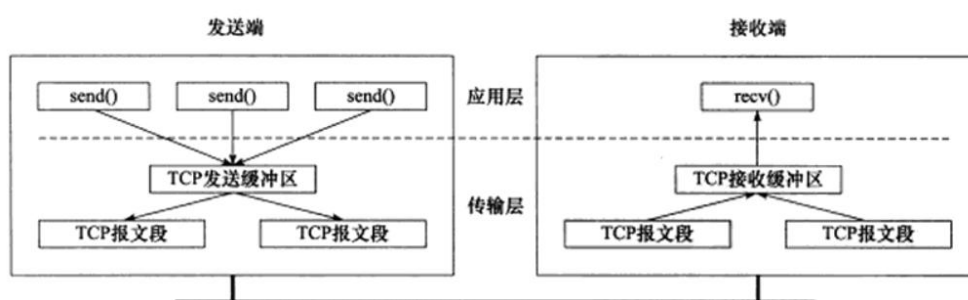 发送端
接收端
send() send() send()
应用层
recv()
TCP发送缓冲区
TCP接收缓冲区
传输层
TCP报文段 TCP报文段
TCP报文段 TCP报文段